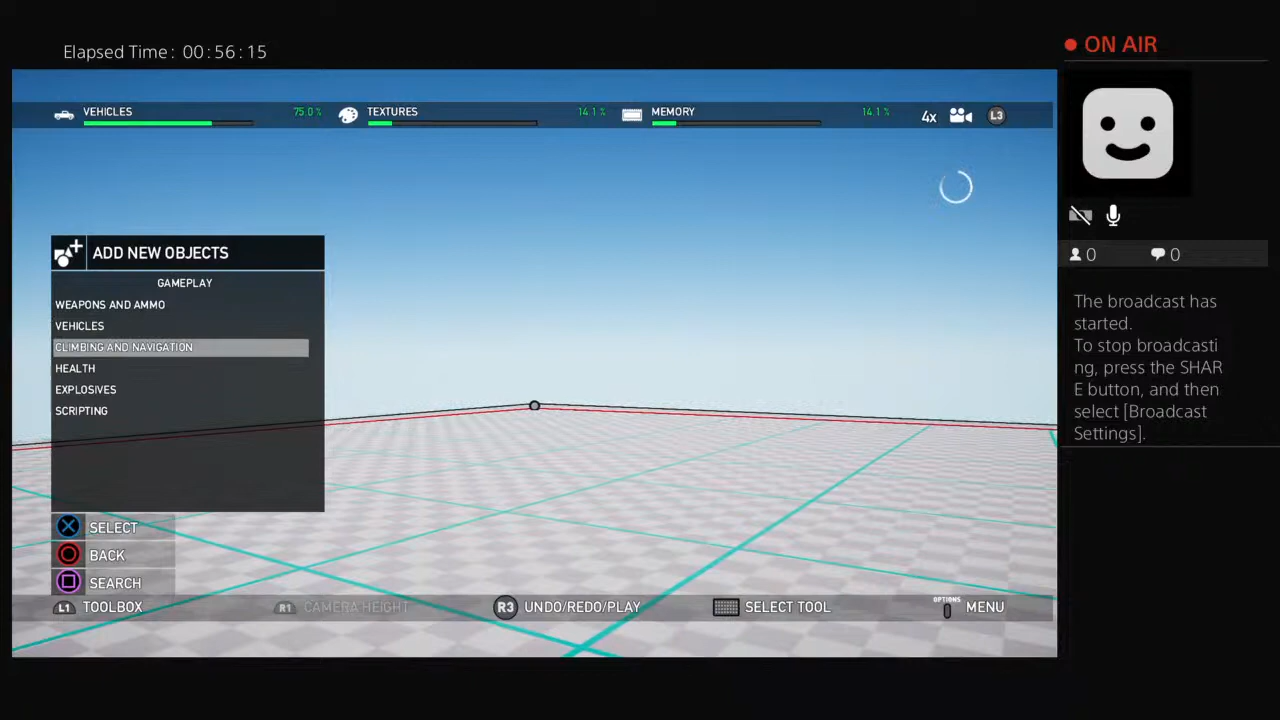 Elapsed Time: 00:56:15
ON AIR
VEHICLES 75.0 % TEXTURES 14.1 % MEMORY 14.1 % 4x L3
ADD NEW OBJECTS
GAMEPLAY
WEAPONS AND AMMO
VEHICLES
CLIMBING AND NAVIGATION
HEALTH
EXPLOSIVES
SCRIPTING
SELECT
BACK
SEARCH
L1 TOOLBOX R1 CAMERA HEIGHT R3 UNDO/REDO/PLAY SELECT TOOL OPTIONS MENU
0 0
The broadcast has
started.
To stop broadcasti
ng, press the SHAR
E button, and then
select [Broadcast
Settings].